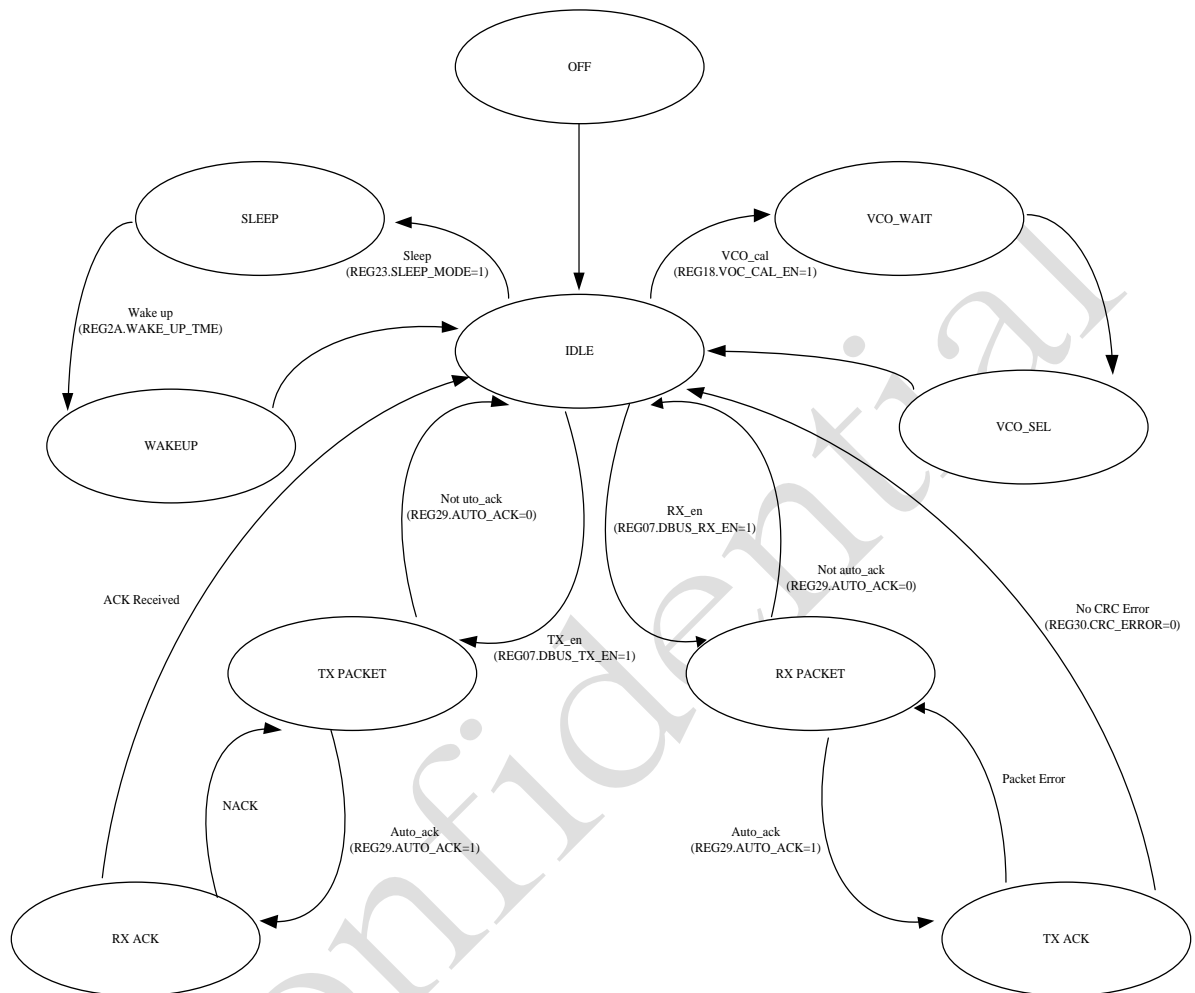 OFF
SLEEP
VCO_WAIT
Sleep
(REG23.SLEEP_MODE=1)
VCO_cal
(REG18.VOC_CAL_EN=1)
Wake up
(REG2A.WAKE_UP_TME)
IDLE
WAKEUP
VCO_SEL
Not uto_ack
(REG29.AUTO_ACK=0)
RX_en
(REG07.DBUS_RX_EN=1)
Not auto_ack
(REG29.AUTO_ACK=0)
ACK Received
No CRC Error
(REG30.CRC_ERROR=0)
TX_en
(REG07.DBUS_TX_EN=1)
TX PACKET
RX PACKET
Packet Error
NACK
Auto_ack
(REG29.AUTO_ACK=1)
Auto_ack
(REG29.AUTO_ACK=1)
RX ACK
TX ACK
onfidential